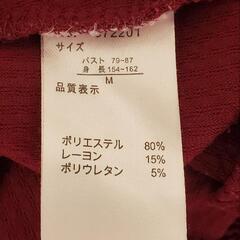 サイズ
バスト 79-87
身 長 154-162
M
品質表示
ポリエステル 80%
レーヨン 15%
ポリウレタン 5%